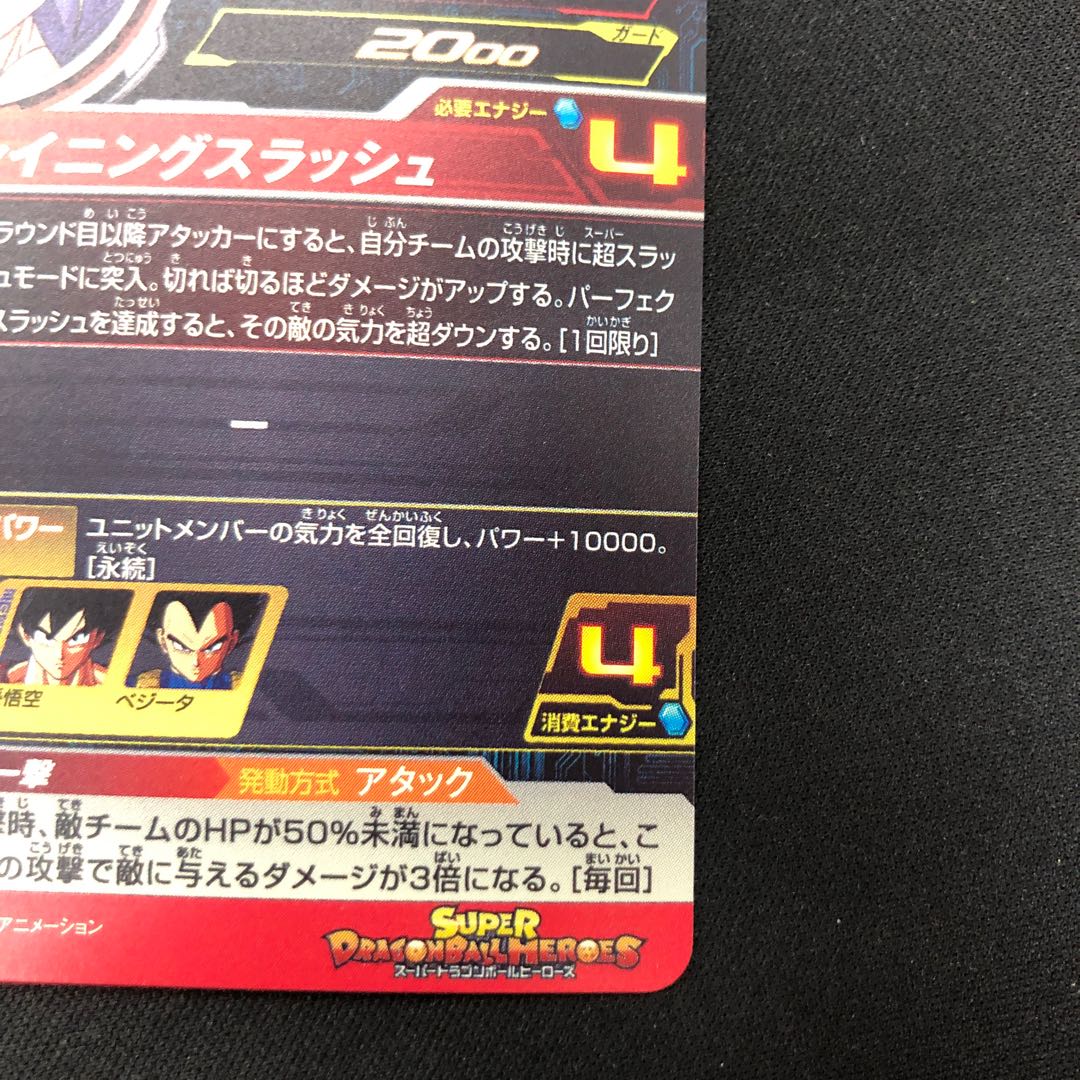 ガード
2000
必要エナジー 4
イニングスラッシュ
ラウンド目以降アタッカーにすると、自分チームの攻撃時に超スラッ
ュモードに突入。切れば切るほどダメージがアップする。パーフェク
スラッシュを達成すると、その敵の気力を超ダウンする。[1回限り]
ー
パワー
ユニットメンバーの気力を全回復し、パワー+10000。
[永続]
悟空
ベジータ
4
消費エナジー
一撃
発動方式 アタック
撃時、敵チームのHPが50%未満になっていると、こ
の攻撃で敵に与えるダメージが3倍になる。[毎回]
アニメーション
SUPER
DRAGONBALL HEROES
スーパードラゴンボールヒーローズ